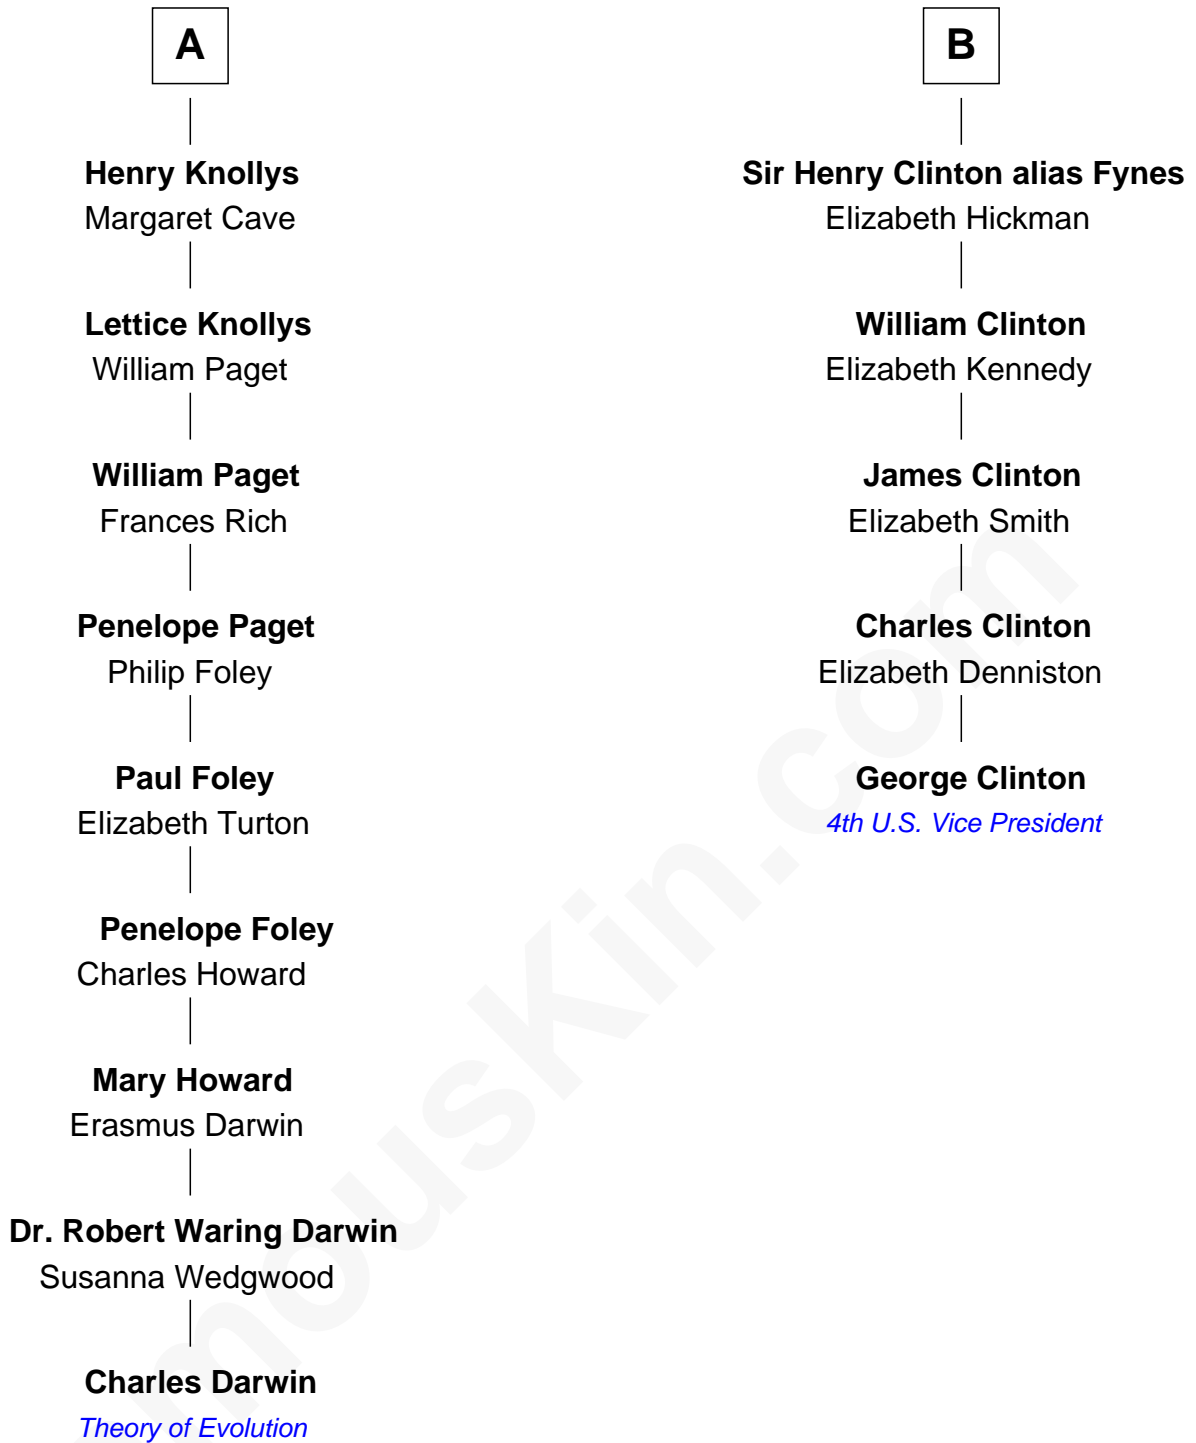 A
Henry Knollys
Margaret Cave
Lettice Knollys
William Paget
William Paget
Frances Rich
Penelope Paget
Philip Foley
Paul Foley
Elizabeth Turton
Penelope Foley
Charles Howard
Mary Howard
Erasmus Darwin
Dr. Robert Waring Darwin
Susanna Wedgwood
Charles Darwin
Theory of Evolution
B
Sir Henry Clinton alias Fynes
Elizabeth Hickman
William Clinton
Elizabeth Kennedy
James Clinton
Elizabeth Smith
Charles Clinton
Elizabeth Denniston
George Clinton
4th U.S. Vice President
mousKin.com